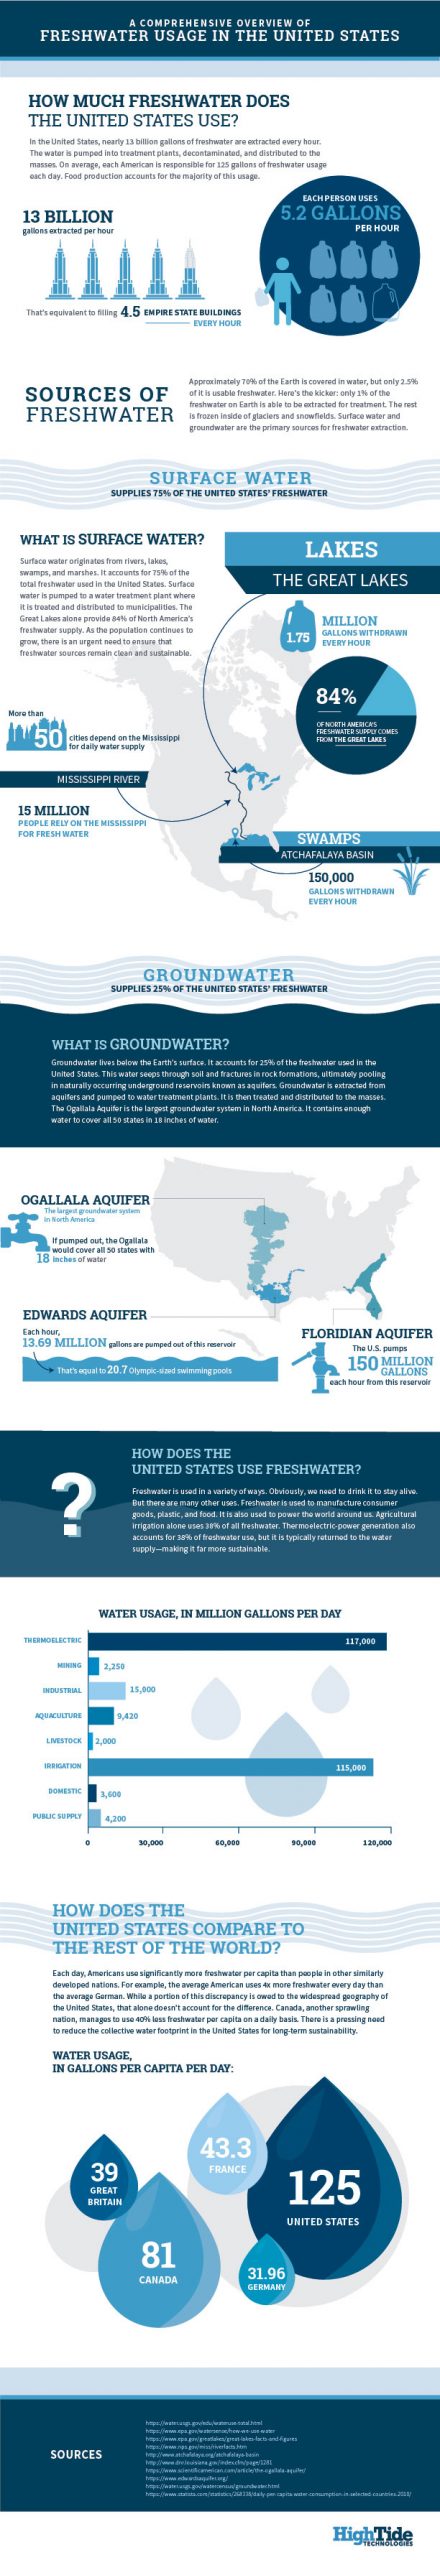 A COMPREHENSIVE OVERVIEW OF
FRESHWATER USAGE IN THE UNITED STATES
HOW MUCH FRESHWATER DOES
THE UNITED STATES USE?
In the United States, nearly 13 billion gallons of freshwater are extracted every hour.
The water is pumped into treatment plants, decontaminated, and distributed to the
masses. On average, each American is responsible for 125 gallons of freshwater usage
each day. Food production accounts for the majority of this usage.
13 BILLION
gallons extracted per hour
That's equivalent to filling 4.5 EMPIRE STATE BUILDINGS
EVERY HOUR
EACH PERSON USES
5.2 GALLONS
PER HOUR
SOURCES OF
FRESHWATER
Approximately 70% of the Earth is covered in water, but only 2.5%
of it is usable freshwater. Here's the kicker: only 1% of the
freshwater on Earth is able to be extracted for treatment. The rest
is frozen inside of glaciers and snowfields. Surface water and
groundwater are the primary sources for freshwater extraction.
SURFACE WATER
SUPPLIES 75% OF THE UNITED STATES' FRESHWATER
WHAT IS SURFACE WATER?
Surface water originates from rivers, lakes,
swamps, and marshes. It accounts for 75% of the
total freshwater used in the United States. Surface
water is pumped to a water treatment plant where
it is treated and distributed to municipalities. The
Great Lakes alone provide 84% of North America's
freshwater supply. As the population continues to
grow, there is an urgent need to ensure that
freshwater sources remain clean and sustainable.
LAKES
THE GREAT LAKES
1.75
MILLION
GALLONS WITHDRAWN
EVERY HOUR
84%
OF NORTH AMERICA'S
FRESHWATER SUPPLY COMES
FROM THE GREAT LAKES
More than
50
cities depend on the Mississippi
for daily water supply
MISSISSIPPI RIVER
15 MILLION
PEOPLE RELY ON THE MISSISSIPPI
FOR FRESH WATER
SWAMPS
ATCHAFALAYA BASIN
150,000
GALLONS WITHDRAWN
EVERY HOUR
GROUNDWATER
SUPPLIES 25% OF THE UNITED STATES' FRESHWATER
WHAT IS GROUNDWATER?
Groundwater lives below the Earth's surface. It accounts for 25% of the freshwater used in the
United States. This water seeps through soil and fractures in rock formations, ultimately pooling
in naturally occurring underground reservoirs known as aquifers. Groundwater is extracted from
aquifers and pumped to water treatment plants. It is then treated and distributed to the masses.
The Ogallala Aquifer is the largest groundwater system in North America. It contains enough
water to cover all 50 states in 18 inches of water.
OGALLALA AQUIFER
The largest groundwater system
in North America
If pumped out, the Ogallala
would cover all 50 states with
18 inches of water
EDWARDS AQUIFER
Each hour,
13.69 MILLION gallons are pumped out of this reservoir
That's equal to 20.7 Olympic-sized swimming pools
FLORIDIAN AQUIFER
The U.S. pumps
150 MILLION
GALLONS
each hour from this reservoir
?
HOW DOES THE
UNITED STATES USE FRESHWATER?
Freshwater is used in a variety of ways. Obviously, we need to drink it to stay alive.
But there are many other uses. Freshwater is used to manufacture consumer
goods, plastic, and food. It is also used to power the world around us. Agricultural
irrigation alone uses 38% of all freshwater. Thermoelectric-power generation also
accounts for 38% of freshwater use, but it is typically returned to the water
supply—making it far more sustainable.
WATER USAGE, IN MILLION GALLONS PER DAY
THERMOELECTRIC 117,000
MINING 2,250
INDUSTRIAL 15,000
AQUACULTURE 9,420
LIVESTOCK 2,000
IRRIGATION 115,000
DOMESTIC 3,600
PUBLIC SUPPLY 4,200
0 30,000 60,000 90,000 120,000
HOW DOES THE
UNITED STATES COMPARE TO
THE REST OF THE WORLD?
Each day, Americans use significantly more freshwater per capita than people in other similarly
developed nations. For example, the average American uses 4x more freshwater every day than
the average German. While a portion of this discrepancy is owed to the widespread geography of
the United States, that alone doesn't account for the difference. Canada, another sprawling
nation, manages to use 40% less freshwater per capita on a daily basis. There is a pressing need
to reduce the collective water footprint in the United States for long-term sustainability.
WATER USAGE,
IN GALLONS PER CAPITA PER DAY:
43.3
FRANCE
39
GREAT
BRITAIN
125
UNITED STATES
81
CANADA
31.96
GERMANY
SOURCES
https://water.usgs.gov/edu/wateruse-total.html
https://www.epa.gov/watersense/how-we-use-water
https://www.epa.gov/greatlakes/great-lakes-facts-and-figures
https://www.nps.gov/miss/riverfacts.htm
http://www.atchafalaya.org/atchafalaya-basin
http://www.dnr.louisiana.gov/index.cfm/page/1281
https://www.scientificamerican.com/article/the-ogallala-aquifer/
https://www.edwardsaquifer.org/
https://water.usgs.gov/watercensus/groundwater.html
https://www.statista.com/statistics/263338/daily-per-capita-water-consumption-in-selected-countries-2018/
HighTide
TECHNOLOGIES